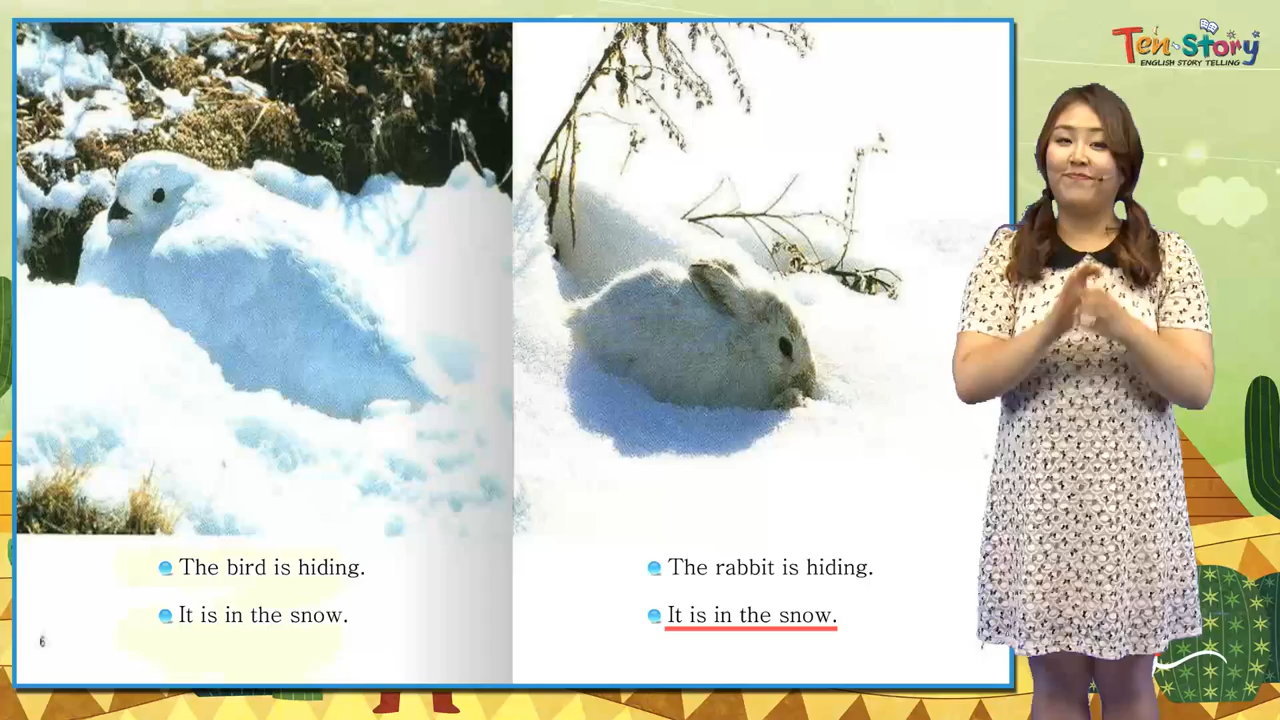 Ten Story
ENGLISH STORY TELLING
The bird is hiding.
It is in the snow.
6
The rabbit is hiding.
It is in the snow.